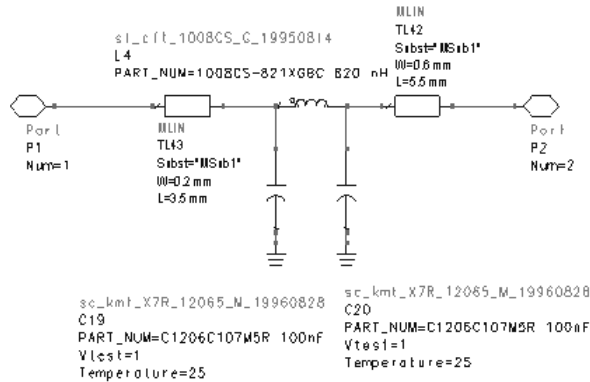 sl_cft_1008CS_G_19950814
L4
PART_NUM=1008CS-821XGBC 820 nH
MLIN
TL42
Subst="MSub1"
W=0.6 mm
L=5.5 mm
Port
P1
Num=1
MLIN
TL43
Subst="MSub1"
W=0.2 mm
L=3.5 mm
Port
P2
Num=2
sc_kmt_X7R_12065_M_19960828
C19
PART_NUM=C1206C107M5R 100nF
Vtest=1
Temperature=25
sc_kmt_X7R_12065_M_19960828
C20
PART_NUM=C1206C107M5R 100nF
Vtest=1
Temperature=25